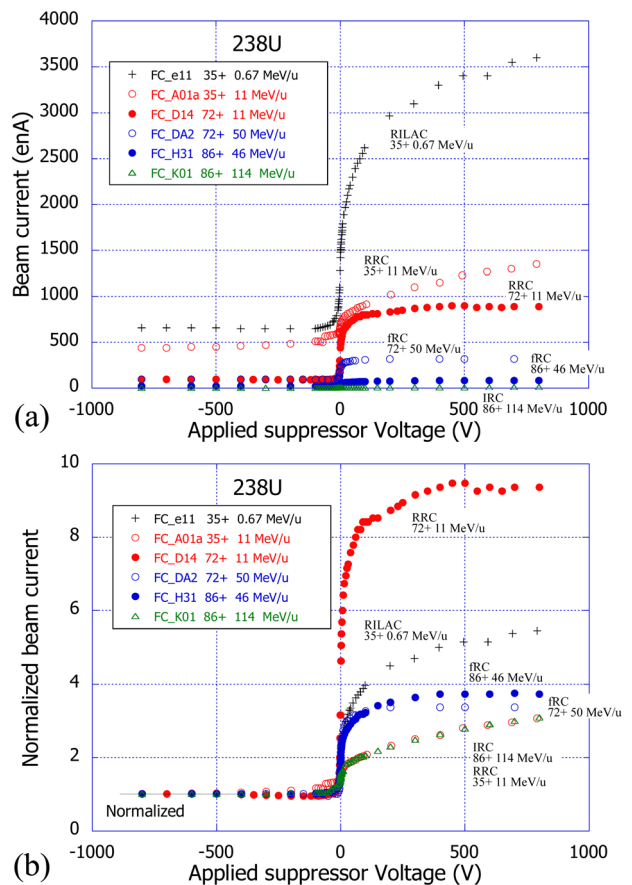 (a)
238U
FC_e11 35+ 0.67 MeV/u
FC_A01a 35+ 11 MeV/u
FC_D14 72+ 11 MeV/u
FC_DA2 72+ 50 MeV/u
FC_H31 86+ 46 MeV/u
FC_K01 86+ 114 MeV/u
Beam current (enA)
4000
3500
3000
2500
2000
1500
1000
500
0
RILAC
35+ 0.67 MeV/u
RRC
35+ 11 MeV/u
RRC
72+ 11 MeV/u
fRC
72+ 50 MeV/u
fRC
86+ 46 MeV/u
IRC
86+ 114 MeV/u
-1000
-500
0
500
1000
Applied suppressor Voltage (V)
(b)
238U
FC_e11 35+ 0.67 MeV/u
FC_A01a 35+ 11 MeV/u
FC_D14 72+ 11 MeV/u
FC_DA2 72+ 50 MeV/u
FC_H31 86+ 46 MeV/u
FC_K01 86+ 114 MeV/u
Normalized beam current
10
8
6
4
2
0
RRC
72+ 11 MeV/u
RILAC
35+ 0.67 MeV/u
fRC
86+ 46 MeV/u
fRC
72+ 50 MeV/u
IRC
86+ 114 MeV/u
RRC
35+ 11 MeV/u
Normalized
-1000
-500
0
500
1000
Applied suppressor Voltage (V)